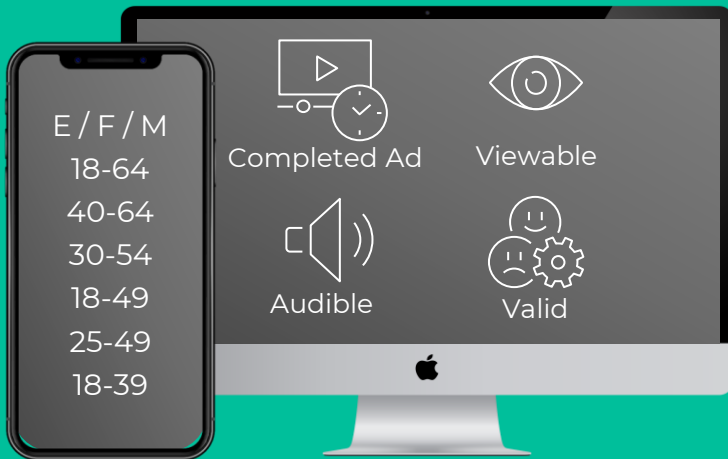 E / F / M
18-64
40-64
30-54
18-49
25-49
18-39
Completed Ad
Viewable
Audible
Valid